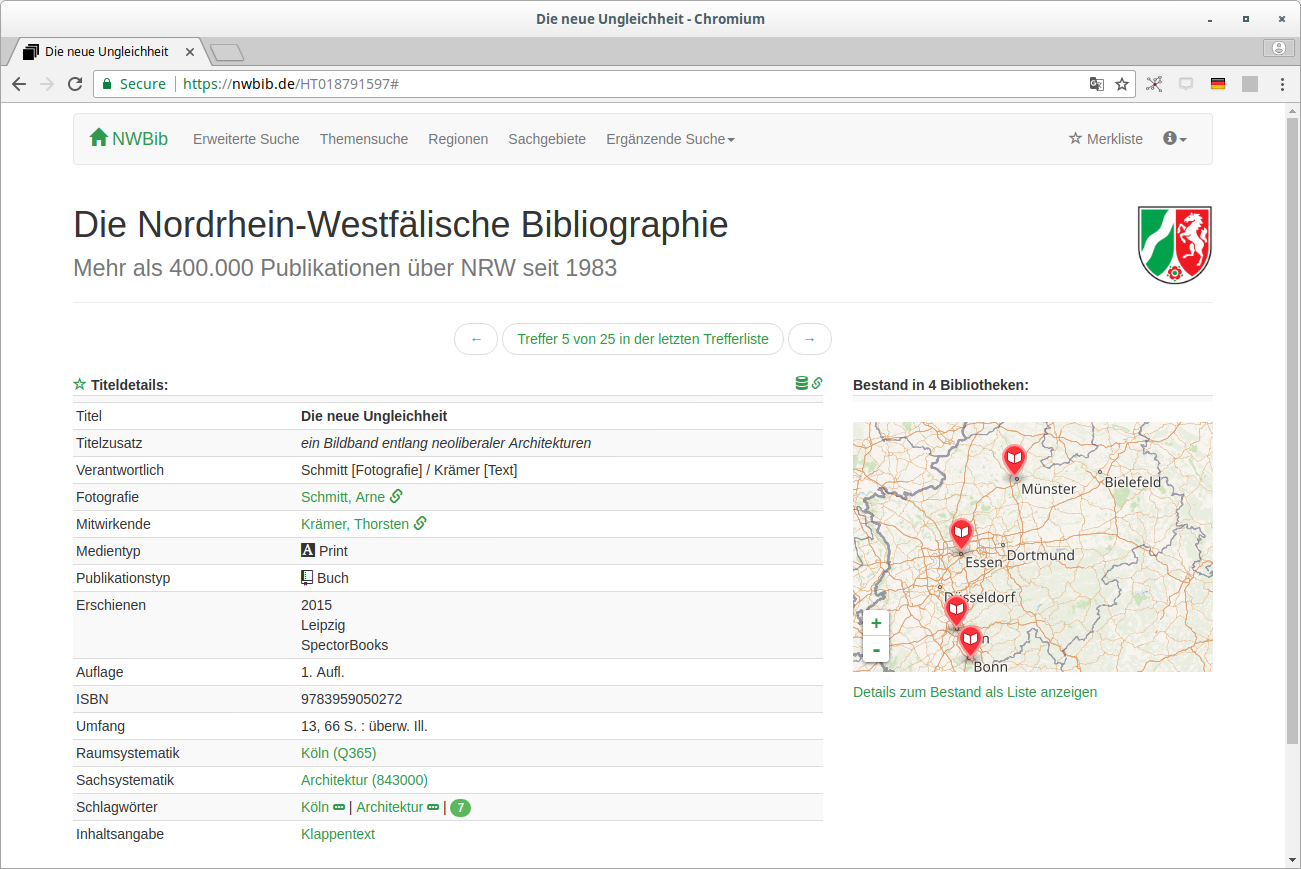 Die neue Ungleichheit - Chromium
Die neue Ungleichheit
Secure https://nwbib.de/HT018791597#
NWBib Erweiterte Suche Themensuche Regionen Sachgebiete Ergänzende Suche Merkliste
Die Nordrhein-Westfälische Bibliographie
Mehr als 400.000 Publikationen über NRW seit 1983
← Treffer 5 von 25 in der letzten Trefferliste →
Titeldetails:
Titel Die neue Ungleichheit
Titelzusatz ein Bildband entlang neoliberaler Architekturen
Verantwortlich Schmitt [Fotografie] / Krämer [Text]
Fotografie Schmitt, Arne
Mitwirkende Krämer, Thorsten
Medientyp A Print
Publikationstyp Buch
Erschienen 2015
Leipzig
SpectorBooks
Auflage 1. Aufl.
ISBN 9783959050272
Umfang 13, 66 S. : überw. Ill.
Raumsystematik Köln (Q365)
Sachsystematik Architektur (843000)
Schlagwörter Köln | Architektur | 7
Inhaltsangabe Klappentext
Bestand in 4 Bibliotheken:
Münster
Bielefeld
Dortmund
Essen
Düsseldorf
Bonn
+
-
Details zum Bestand als Liste anzeigen